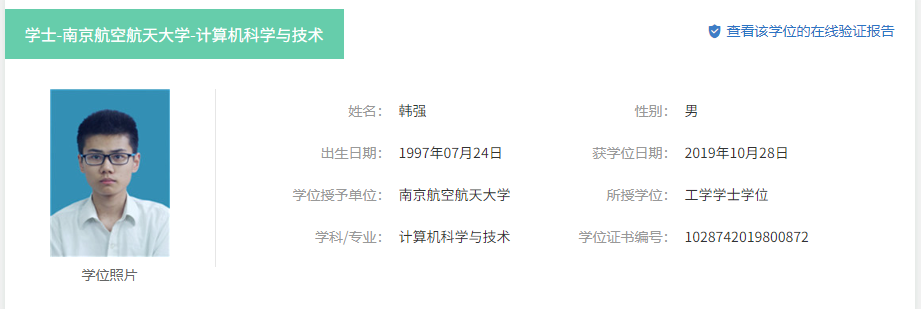 学士-南京航空航天大学-计算机科学与技术
查看该学位的在线验证报告
姓名： 韩强 性别： 男
出生日期： 1997年07月24日 获学位日期： 2019年10月28日
学位授予单位： 南京航空航天大学 所授学位： 工学学士学位
学科/专业： 计算机科学与技术 学位证书编号： 1028742019800872
学位照片